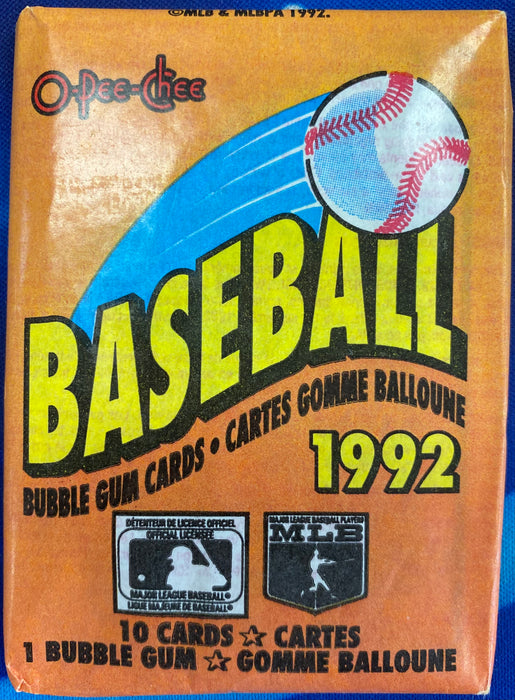 ©MLB & MLBPA 1992.
O-Pee-Chee
BASEBALL
BUBBLE GUM CARDS • CARTES GOMME BALLOUNE
1992
DÉTENTEUR DE LICENCE OFFICIEL
OFFICIAL LICENSEE
MAJOR LEAGUE BASEBALL®
LIGUE MAJEURE DE BASEBALL®
MAJOR LEAGUE BASEBALL PLAYERS
MLB
10 CARDS ☆ CARTES
1 BUBBLE GUM ☆ GOMME BALLOUNE